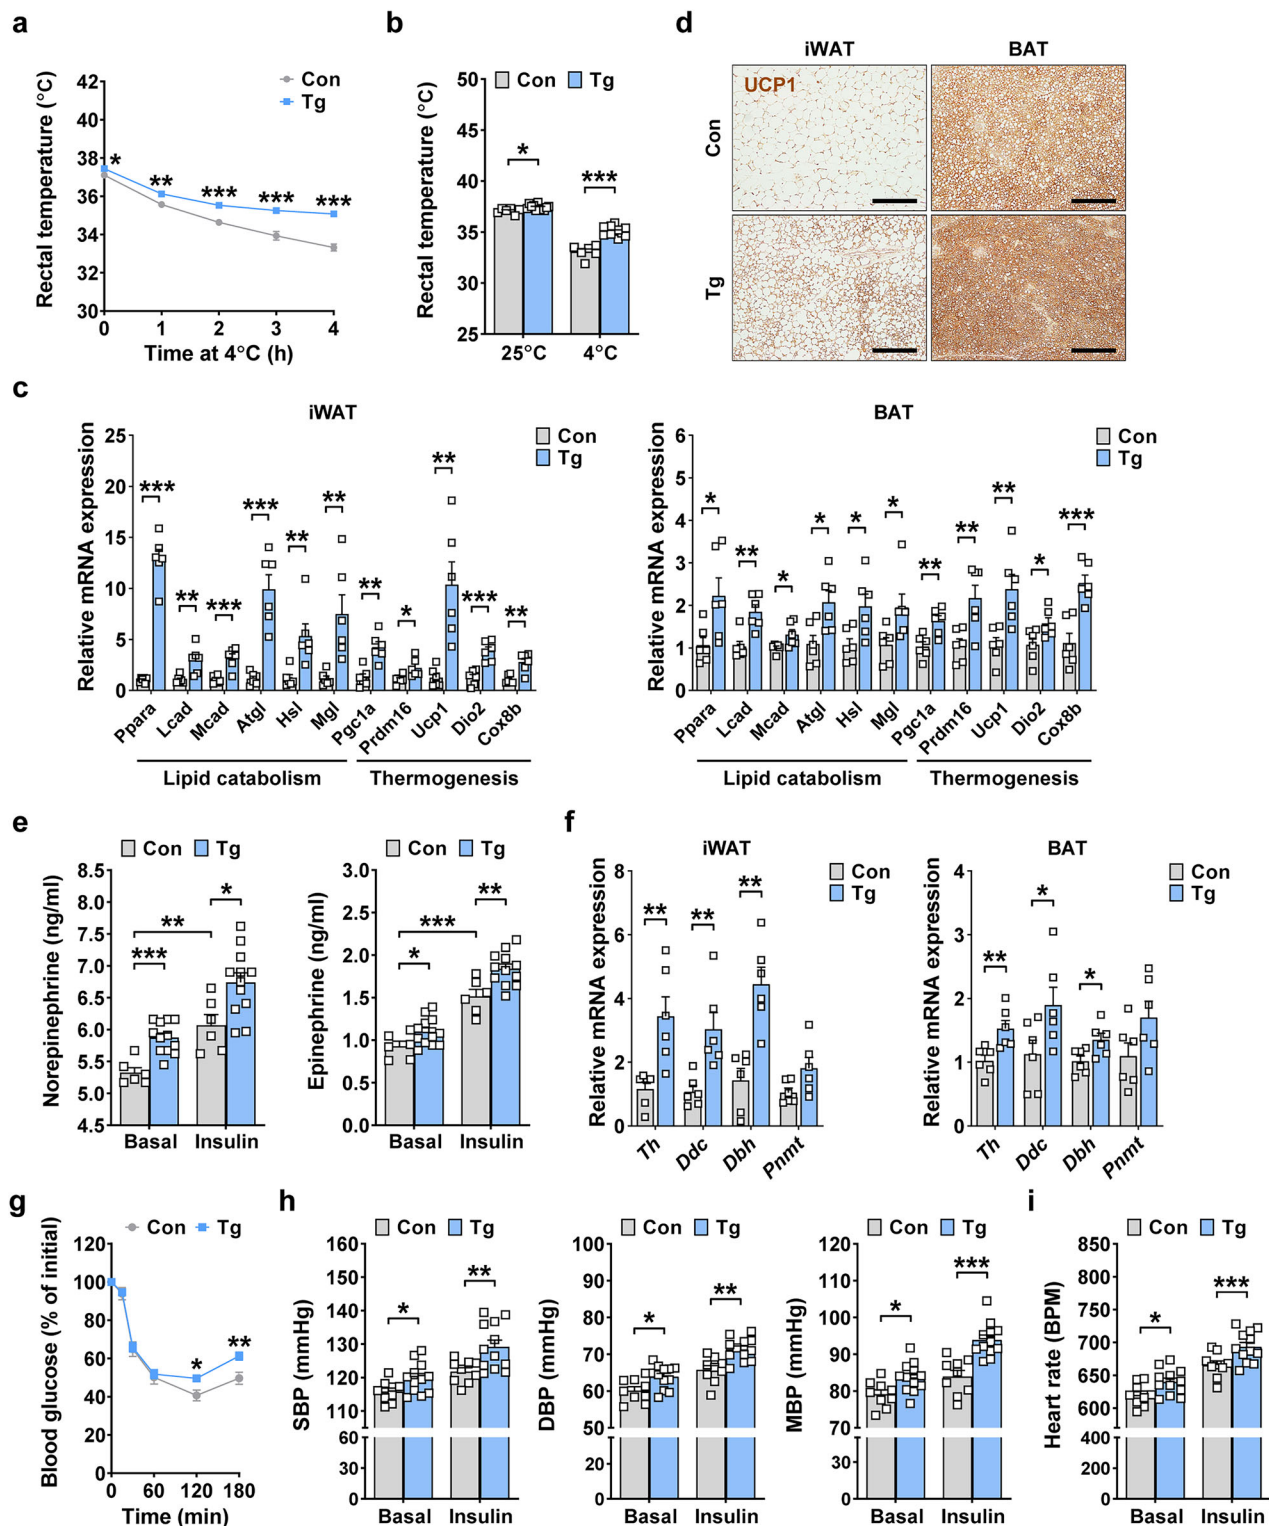 a
Con
Tg
Rectal temperature (°C)
42
40
38
36
34
32
30
*
**
***
***
***
0 1 2 3 4
Time at 4°C (h)
b
Con Tg
Rectal temperature (°C)
50
45
40
35
30
25
*
***
25°C 4°C
d
iWAT BAT
UCP1
Con
Tg
c
iWAT
Con
Tg
Relative mRNA expression
25
20
15
10
5
0
*** ** *** *** ** ** ** * ** *** **
Ppara Lcad Mcad Atgl Hsl Mgl Pgc1a Prdm16 Ucp1 Dio2 Cox8b
Lipid catabolism Thermogenesis
BAT
Con
Tg
Relative mRNA expression
6
5
4
3
2
1
0
* ** * * * * ** ** ** * ***
Ppara Lcad Mcad Atgl Hsl Mgl Pgc1a Prdm16 Ucp1 Dio2 Cox8b
Lipid catabolism Thermogenesis
e
Con Tg
Norepinephrine (ng/ml)
8.5
8.0
7.5
7.0
6.5
6.0
5.5
5.0
4.5
***
**
*
Basal Insulin
Con Tg
Epinephrine (ng/ml)
3.0
2.5
2.0
1.5
1.0
0.0
*
***
**
Basal Insulin
f
iWAT
Con
Tg
Relative mRNA expression
8
6
4
2
0
** ** **
Th Ddc Dbh Pnmt
BAT
Con
Tg
Relative mRNA expression
4
3
2
1
0
** * *
Th Ddc Dbh Pnmt
g
Con Tg
Blood glucose (% of initial)
120
100
80
60
40
20
0
* **
0 60 120 180
Time (min)
h
Con Tg
SBP (mmHg)
160
150
140
130
120
110
60
30
0
* **
Basal Insulin
Con Tg
DBP (mmHg)
100
90
80
70
60
50
40
20
0
* **
Basal Insulin
Con Tg
MBP (mmHg)
120
110
100
90
80
70
60
30
0
* ***
Basal Insulin
i
Con Tg
Heart rate (BPM)
850
800
750
700
650
600
400
200
0
* ***
Basal Insulin